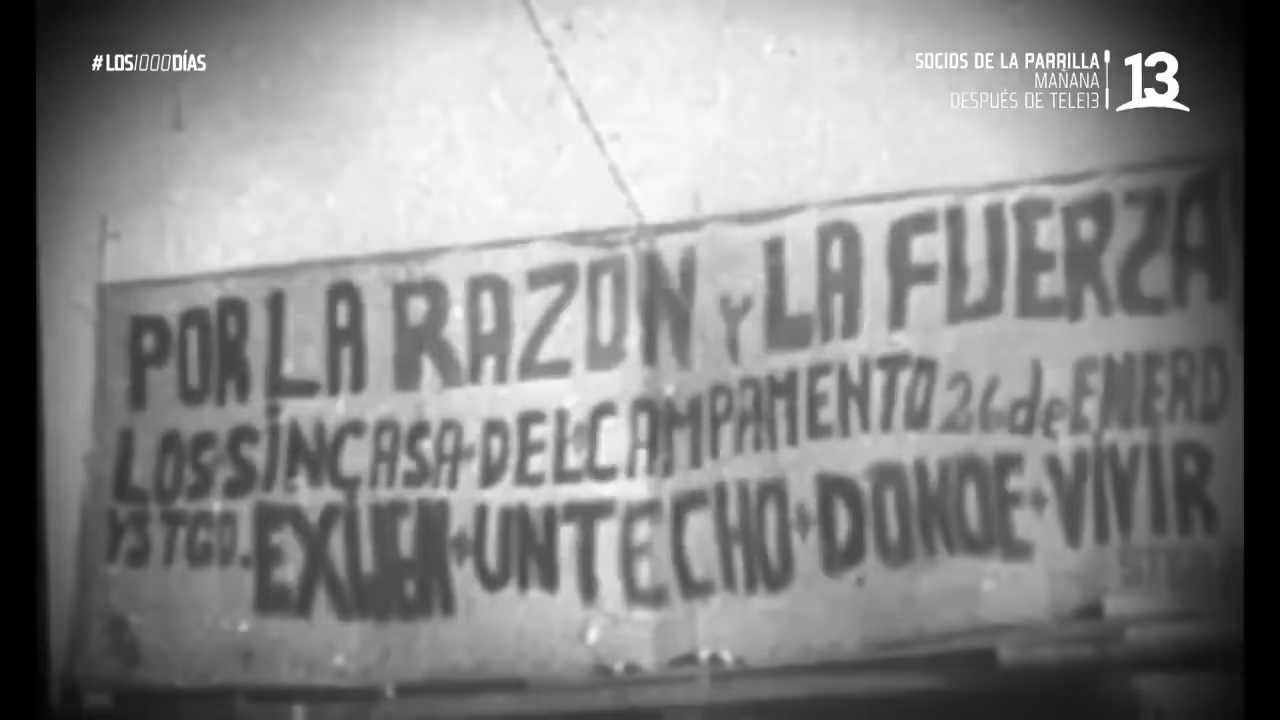 #LOS1000DÍAS
SOCIOS DE LA PARRILLA
MAÑANA
DESPUÉS DE TELE13
13
POR LA RAZON Y LA FUERZA
LOS SIN CASA DEL CAMPAMENTO 26 de ENERO
Y STGO. EXIJEN UN TECHO DONDE VIVIR